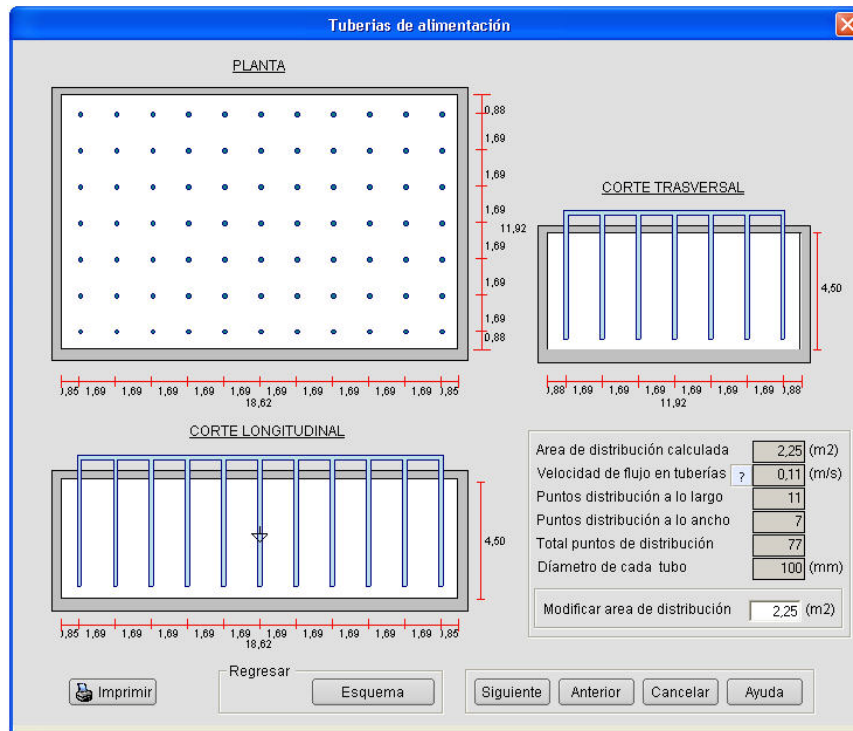 Tuberias de alimentación
PLANTA
0,88
1,69
1,69
1,69
11,92
1,69
1,69
1,69
0,88
),85 1,69 1,69 1,69 1,69 1,69 1,69 1,69 1,69 1,69 1,69 ),85
18,62
CORTE TRASVERSAL
4,50
),88 1,69 1,69 1,69 1,69 1,69 1,69 ),88
11,92
CORTE LONGITUDINAL
4,50
),85 1,69 1,69 1,69 1,69 1,69 1,69 1,69 1,69 1,69 1,69 ),85
18,62
Area de distribución calculada 2,25 (m2)
Velocidad de flujo en tuberías ? 0,11 (m/s)
Puntos distribución a lo largo 11
Puntos distribución a lo ancho 7
Total puntos de distribución 77
Díametro de cada tubo 100 (mm)
Modificar area de distribución 2,25 (m2)
Imprimir
Regresar
Esquema
Siguiente Anterior Cancelar Ayuda